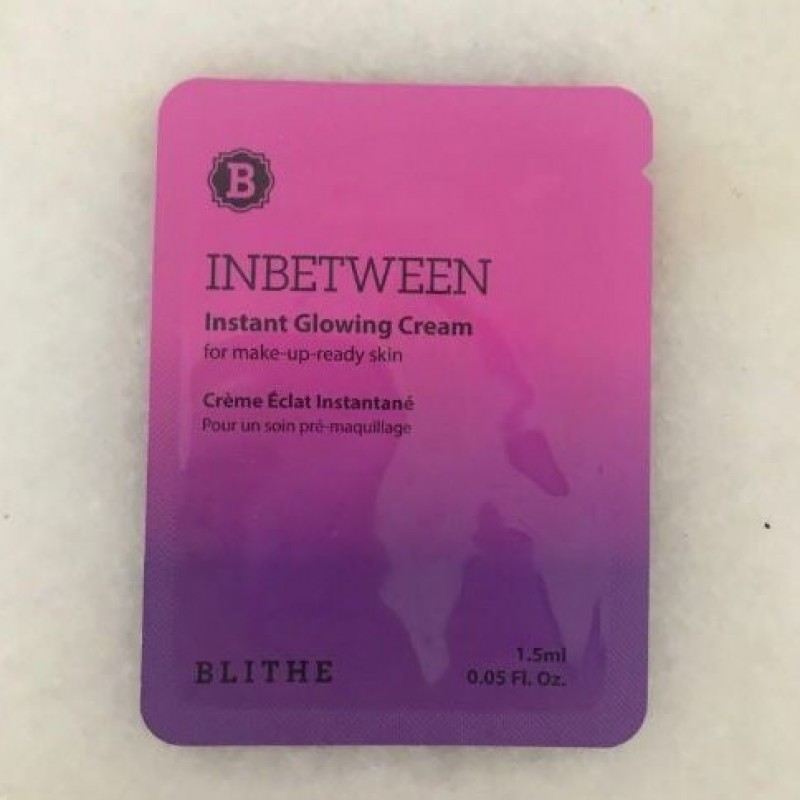 B
INBETWEEN
Instant Glowing Cream
for make-up-ready skin
Crème Éclat Instantané
Pour un soin pré-maquillage
BLITHE
1.5ml
0.05 Fl. Oz.